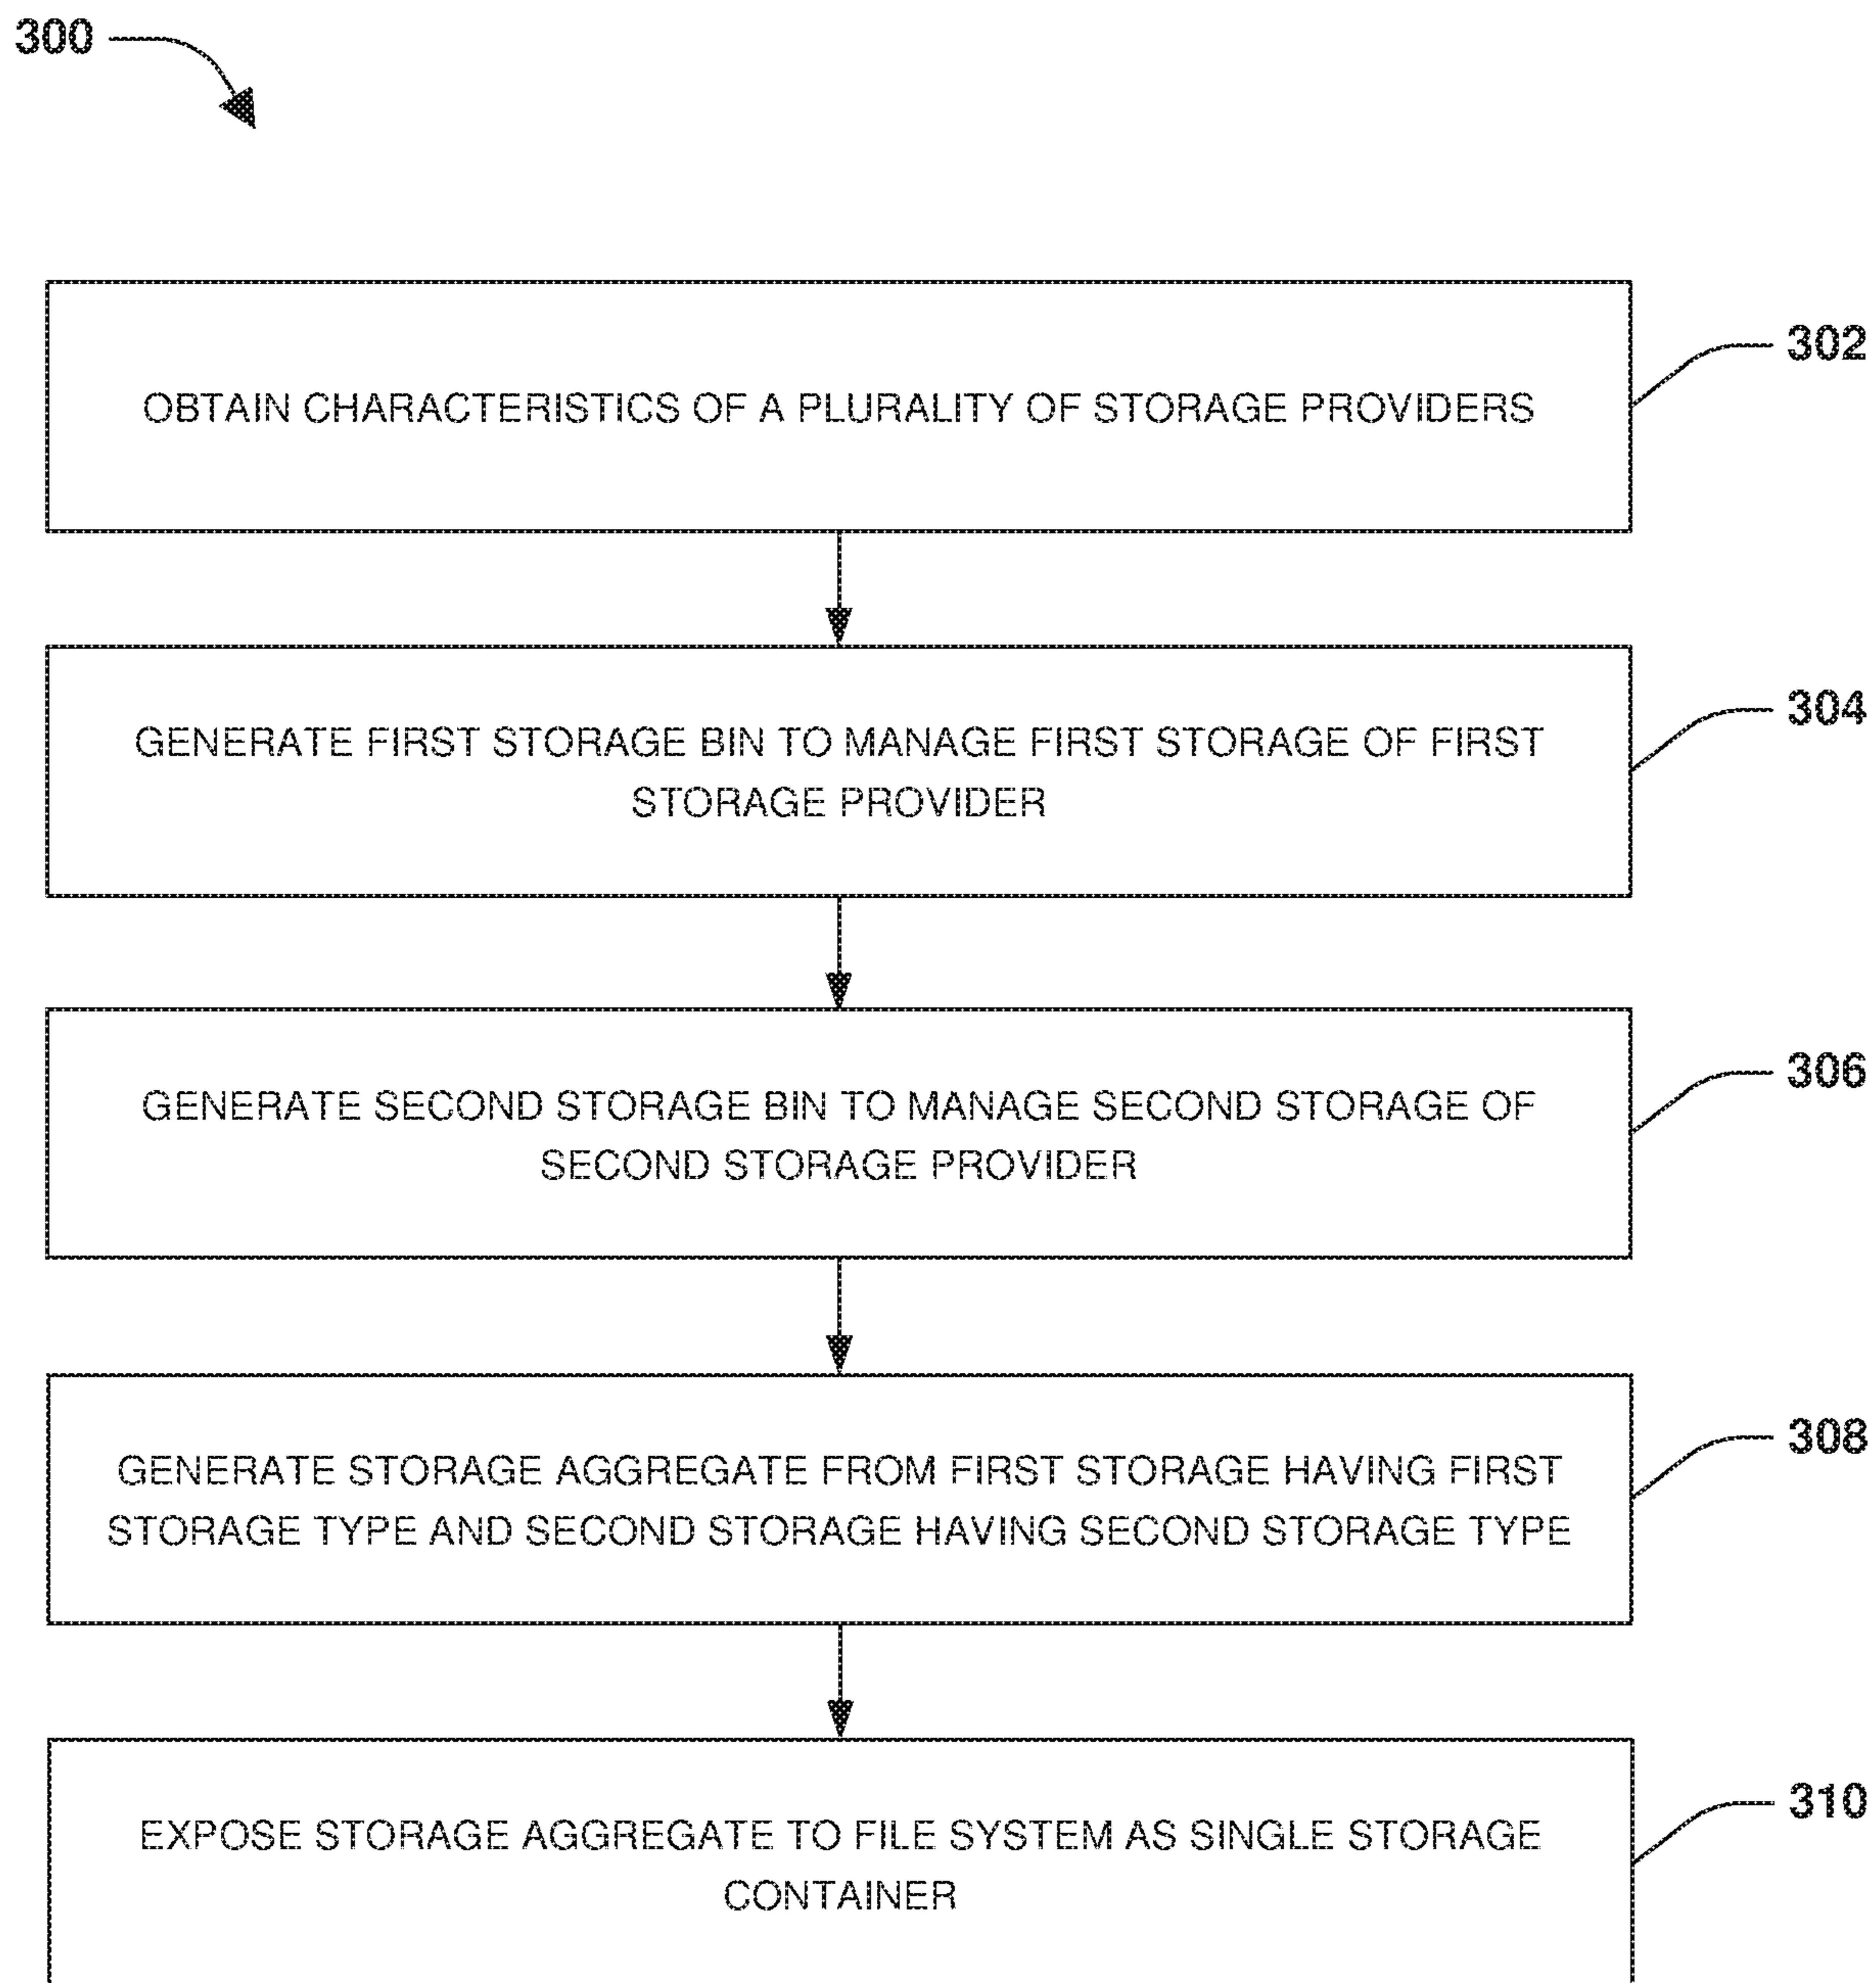 300
302
OBTAIN CHARACTERISTICS OF A PLURALITY OF STORAGE PROVIDERS
304
GENERATE FIRST STORAGE BIN TO MANAGE FIRST STORAGE OF FIRST
STORAGE PROVIDER
306
GENERATE SECOND STORAGE BIN TO MANAGE SECOND STORAGE OF
SECOND STORAGE PROVIDER
308
GENERATE STORAGE AGGREGATE FROM FIRST STORAGE HAVING FIRST
STORAGE TYPE AND SECOND STORAGE HAVING SECOND STORAGE TYPE
310
EXPOSE STORAGE AGGREGATE TO FILE SYSTEM AS SINGLE STORAGE
CONTAINER